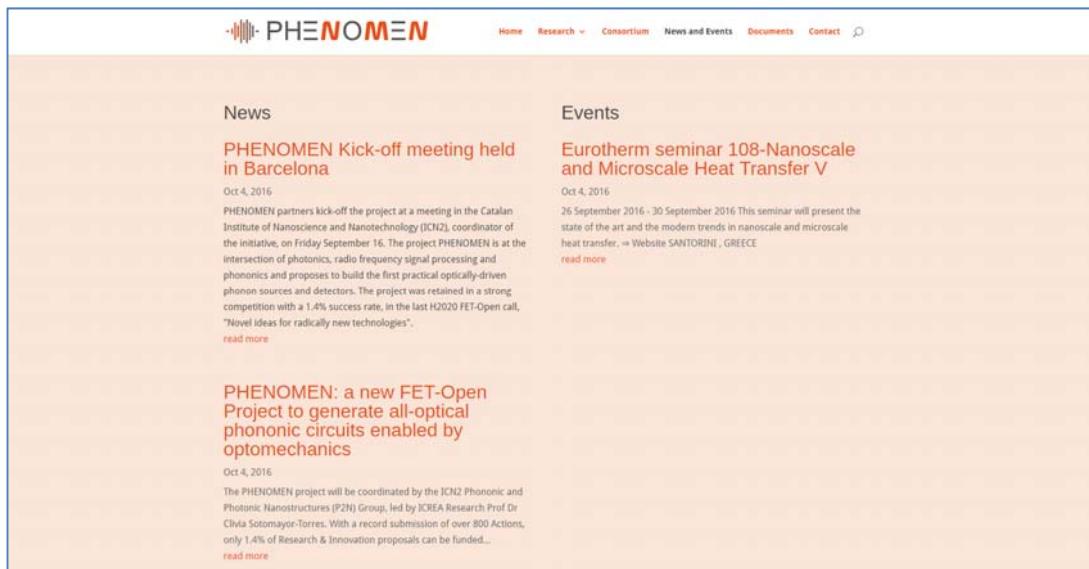 PHENOMEN
Home Research Consortium News and Events Documents Contact
News
PHENOMEN Kick-off meeting held
in Barcelona
Oct 4, 2016
PHENOMEN partners kick-off the project at a meeting in the Catalan
Institute of Nanoscience and Nanotechnology (ICN2), coordinator of
the initiative, on Friday September 16. The project PHENOMEN is at the
intersection of photonics, radio frequency signal processing and
phononics and proposes to build the first practical optically-driven
phonon sources and detectors. The project was retained in a strong
competition with a 1.4% success rate, in the last H2020 FET-Open call,
"Novel ideas for radically new technologies".
read more
PHENOMEN: a new FET-Open
Project to generate all-optical
phononic circuits enabled by
optomechanics
Oct 4, 2016
The PHENOMEN project will be coordinated by the ICN2 Phononic and
Photonic Nanostructures (P2N) Group, led by ICREA Research Prof Dr
Clivia Sotomayor-Torres. With a record submission of over 800 Actions,
only 1.4% of Research & Innovation proposals can be funded...
read more
Events
Eurotherm seminar 108-Nanoscale
and Microscale Heat Transfer V
Oct 4, 2016
26 September 2016 - 30 September 2016 This seminar will present the
state of the art and the modern trends in nanoscale and microscale
heat transfer. ⇒ Website SANTORINI , GREECE
read more